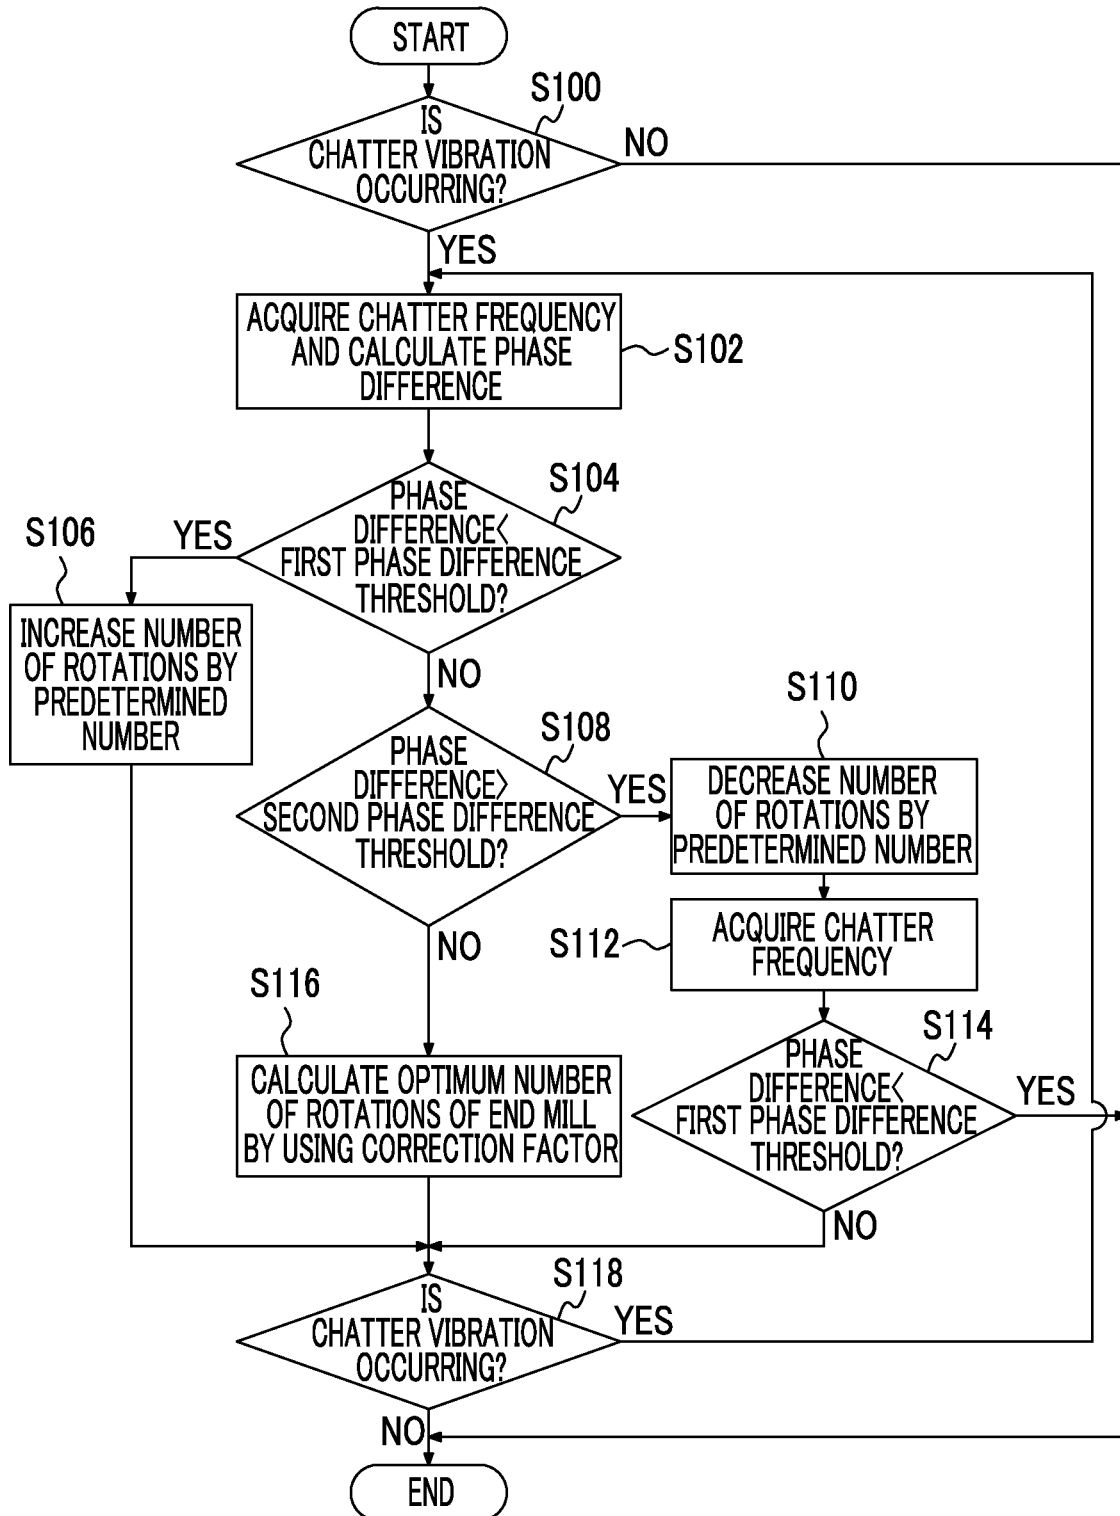 START
S100
IS
CHATTER VIBRATION
OCCURRING?
NO
YES
ACQUIRE CHATTER FREQUENCY
AND CALCULATE PHASE
DIFFERENCE
S102
S104
PHASE
DIFFERENCE<
FIRST PHASE DIFFERENCE
THRESHOLD?
YES
S106
INCREASE NUMBER
OF ROTATIONS BY
PREDETERMINED
NUMBER
NO
S108
PHASE
DIFFERENCE>
SECOND PHASE DIFFERENCE
THRESHOLD?
YES
S110
DECREASE NUMBER
OF ROTATIONS BY
PREDETERMINED NUMBER
NO
S112
ACQUIRE CHATTER
FREQUENCY
S114
PHASE
DIFFERENCE<
FIRST PHASE DIFFERENCE
THRESHOLD?
YES
NO
S116
CALCULATE OPTIMUM NUMBER
OF ROTATIONS OF END MILL
BY USING CORRECTION FACTOR
S118
IS
CHATTER VIBRATION
OCCURRING?
YES
NO
END